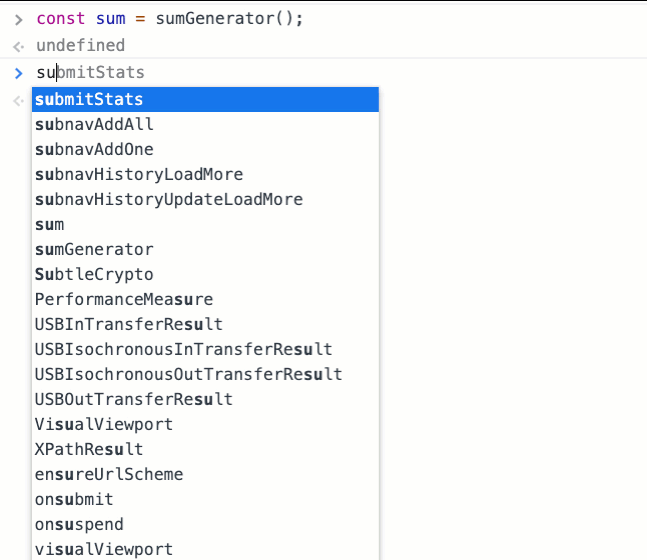 > const sum = sumGenerator();
undefined
> submitStats
submitStats
subnavAddAll
subnavAddOne
subnavHistoryLoadMore
subnavHistoryUpdateLoadMore
sum
sumGenerator
SubtleCrypto
PerformanceMeasure
USBInTransferResult
USBIsochronousInTransferResult
USBIsochronousOutTransferResult
USBOutTransferResult
VisualViewport
XPathResult
ensureUrlScheme
onsubmit
onsuspend
visualViewport